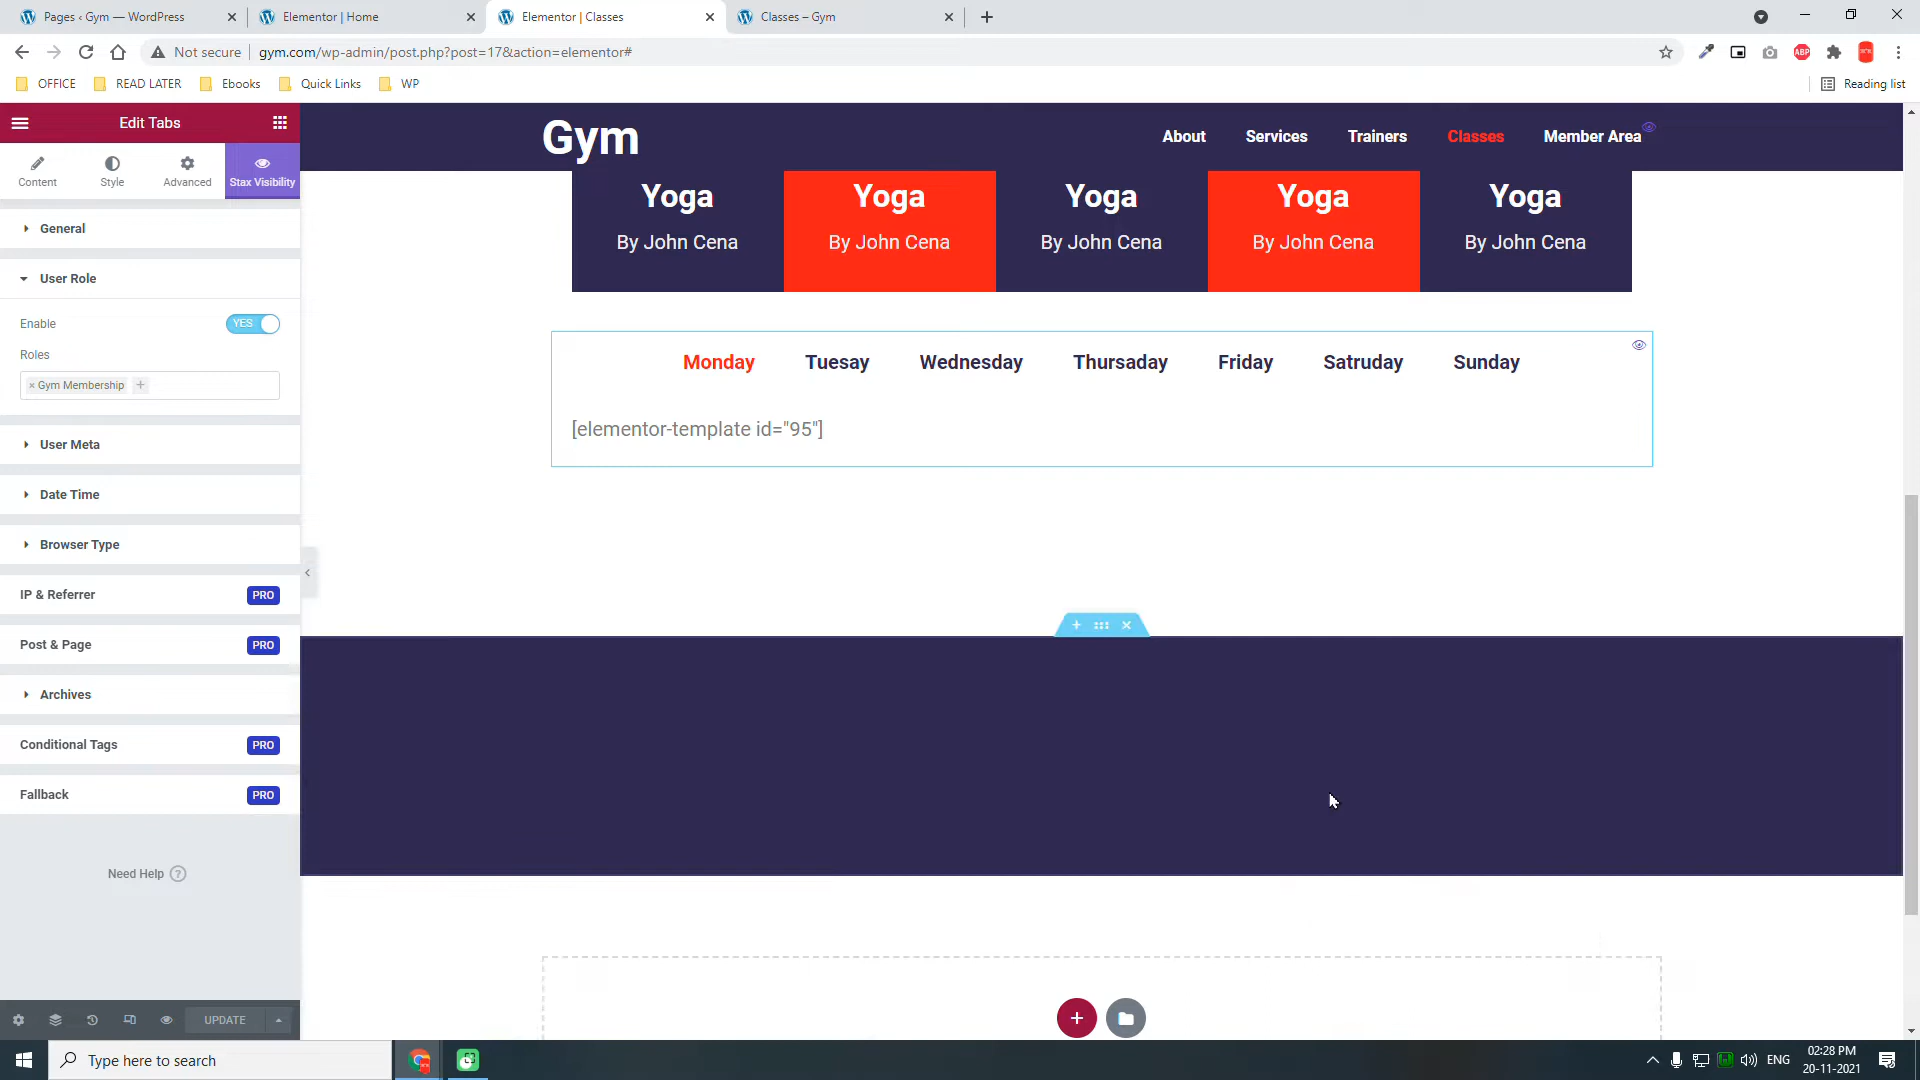 Pages ‹ Gym — WordPress
Elementor | Home
Elementor | Classes
Classes – Gym
Not secure
gym.com/wp-admin/post.php?post=17&action=elementor#
ABP
OFFICE
READ LATER
Ebooks
Quick Links
WP
Reading list
Edit Tabs
Content
Style
Advanced
Stax Visibility
General
User Role
Enable
YES
Roles
× Gym Membership +
User Meta
Date Time
Browser Type
IP & Referrer PRO
Post & Page PRO
Archives
Conditional Tags PRO
Fallback PRO
Need Help ?
UPDATE
Gym
About
Services
Trainers
Classes
Member Area
Yoga Yoga Yoga Yoga Yoga
By John Cena By John Cena By John Cena By John Cena By John Cena
Monday Tuesay Wednesday Thursaday Friday Satruday Sunday
[elementor-template id="95"]
Type here to search
ENG
02:28 PM
20-11-2021